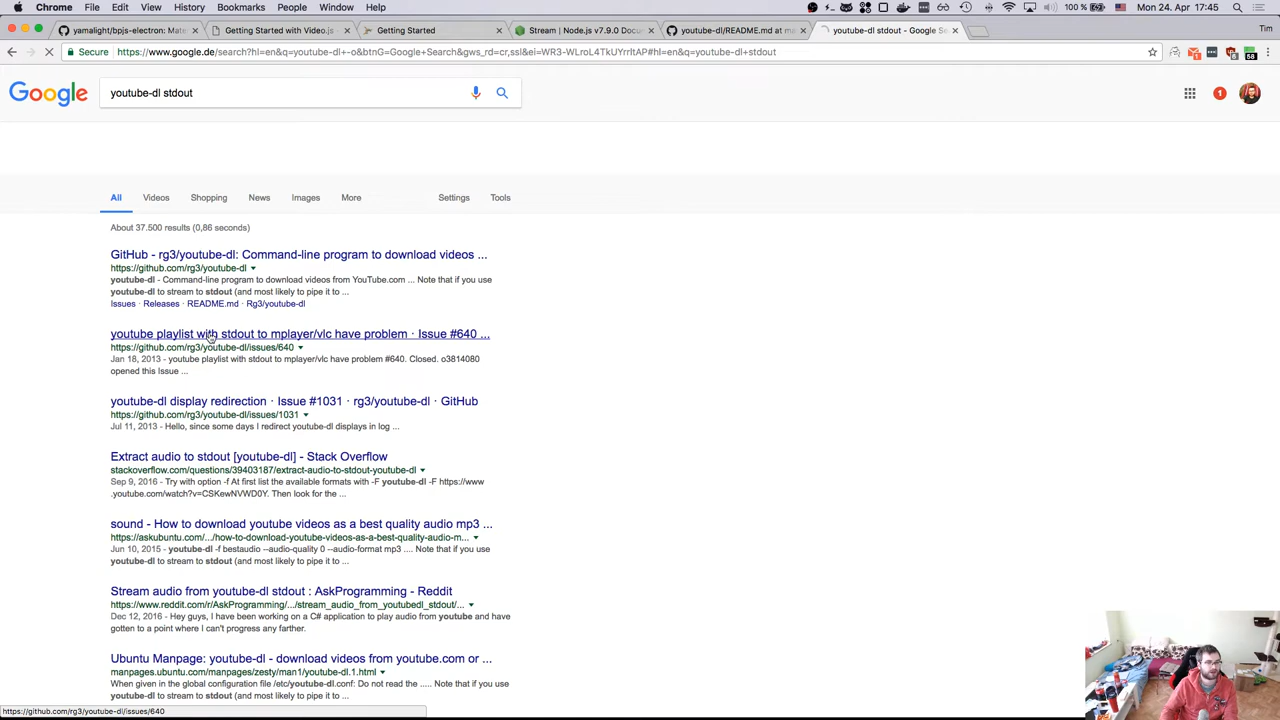 Chrome File Edit View History Bookmarks People Window Help 100 % Mon 24. Apr 17:45
yamalight/bpjs-electron: Mate
Getting Started with Video.js
Getting Started
Stream | Node.js v7.9.0 Docu
youtube-dl/README.md at ma
youtube-dl stdout - Google Se
Tim
Secure https://www.google.de/search?hl=en&q=youtube-dl+-o&btnG=Google+Search&gws_rd=cr,ssl&ei=WR3-WLroL4TkUYrrltAP#hl=en&q=youtube-dl+stdout
Google
youtube-dl stdout
1
All Videos Shopping News Images More Settings Tools
About 37.500 results (0,86 seconds)
GitHub - rg3/youtube-dl: Command-line program to download videos ...
https://github.com/rg3/youtube-dl
youtube-dl - Command-line program to download videos from YouTube.com ... Note that if you use
youtube-dl to stream to stdout (and most likely to pipe it to ...
Issues · Releases · README.md · Rg3/youtube-dl
youtube playlist with stdout to mplayer/vlc have problem · Issue #640 ...
https://github.com/rg3/youtube-dl/issues/640
Jan 18, 2013 - youtube playlist with stdout to mplayer/vlc have problem #640. Closed. o3814080
opened this Issue ...
youtube-dl display redirection · Issue #1031 · rg3/youtube-dl · GitHub
https://github.com/rg3/youtube-dl/issues/1031
Jul 11, 2013 - Hello, since some days I redirect youtube-dl displays in log ...
Extract audio to stdout [youtube-dl] - Stack Overflow
stackoverflow.com/questions/39403187/extract-audio-to-stdout-youtube-dl
Sep 9, 2016 - Try with option -f At first list the available formats with -F youtube-dl -F https://www
.youtube.com/watch?v=CSKewNVWD0Y. Then look for the ...
sound - How to download youtube videos as a best quality audio mp3 ...
https://askubuntu.com/.../how-to-download-youtube-videos-as-a-best-quality-audio-m...
Jun 10, 2015 - youtube-dl -f bestaudio --audio-quality 0 --audio-format mp3 .... Note that if you use
youtube-dl to stream to stdout (and most likely to pipe it to ...
Stream audio from youtube-dl stdout : AskProgramming - Reddit
https://www.reddit.com/r/AskProgramming/.../stream_audio_from_youtubedl_stdout/...
Dec 12, 2016 - Hey guys, I have been working on a C# application to play audio from youtube and have
gotten to a point where I can't progress any farther.
Ubuntu Manpage: youtube-dl - download videos from youtube.com or ...
manpages.ubuntu.com/manpages/zesty/man1/youtube-dl.1.html
When given in the global configuration file /etc/youtube-dl.conf: Do not read the ..... Note that if you use
youtube-dl to stream to stdout (and most likely to pipe it to ...
https://github.com/rg3/youtube-dl/issues/640